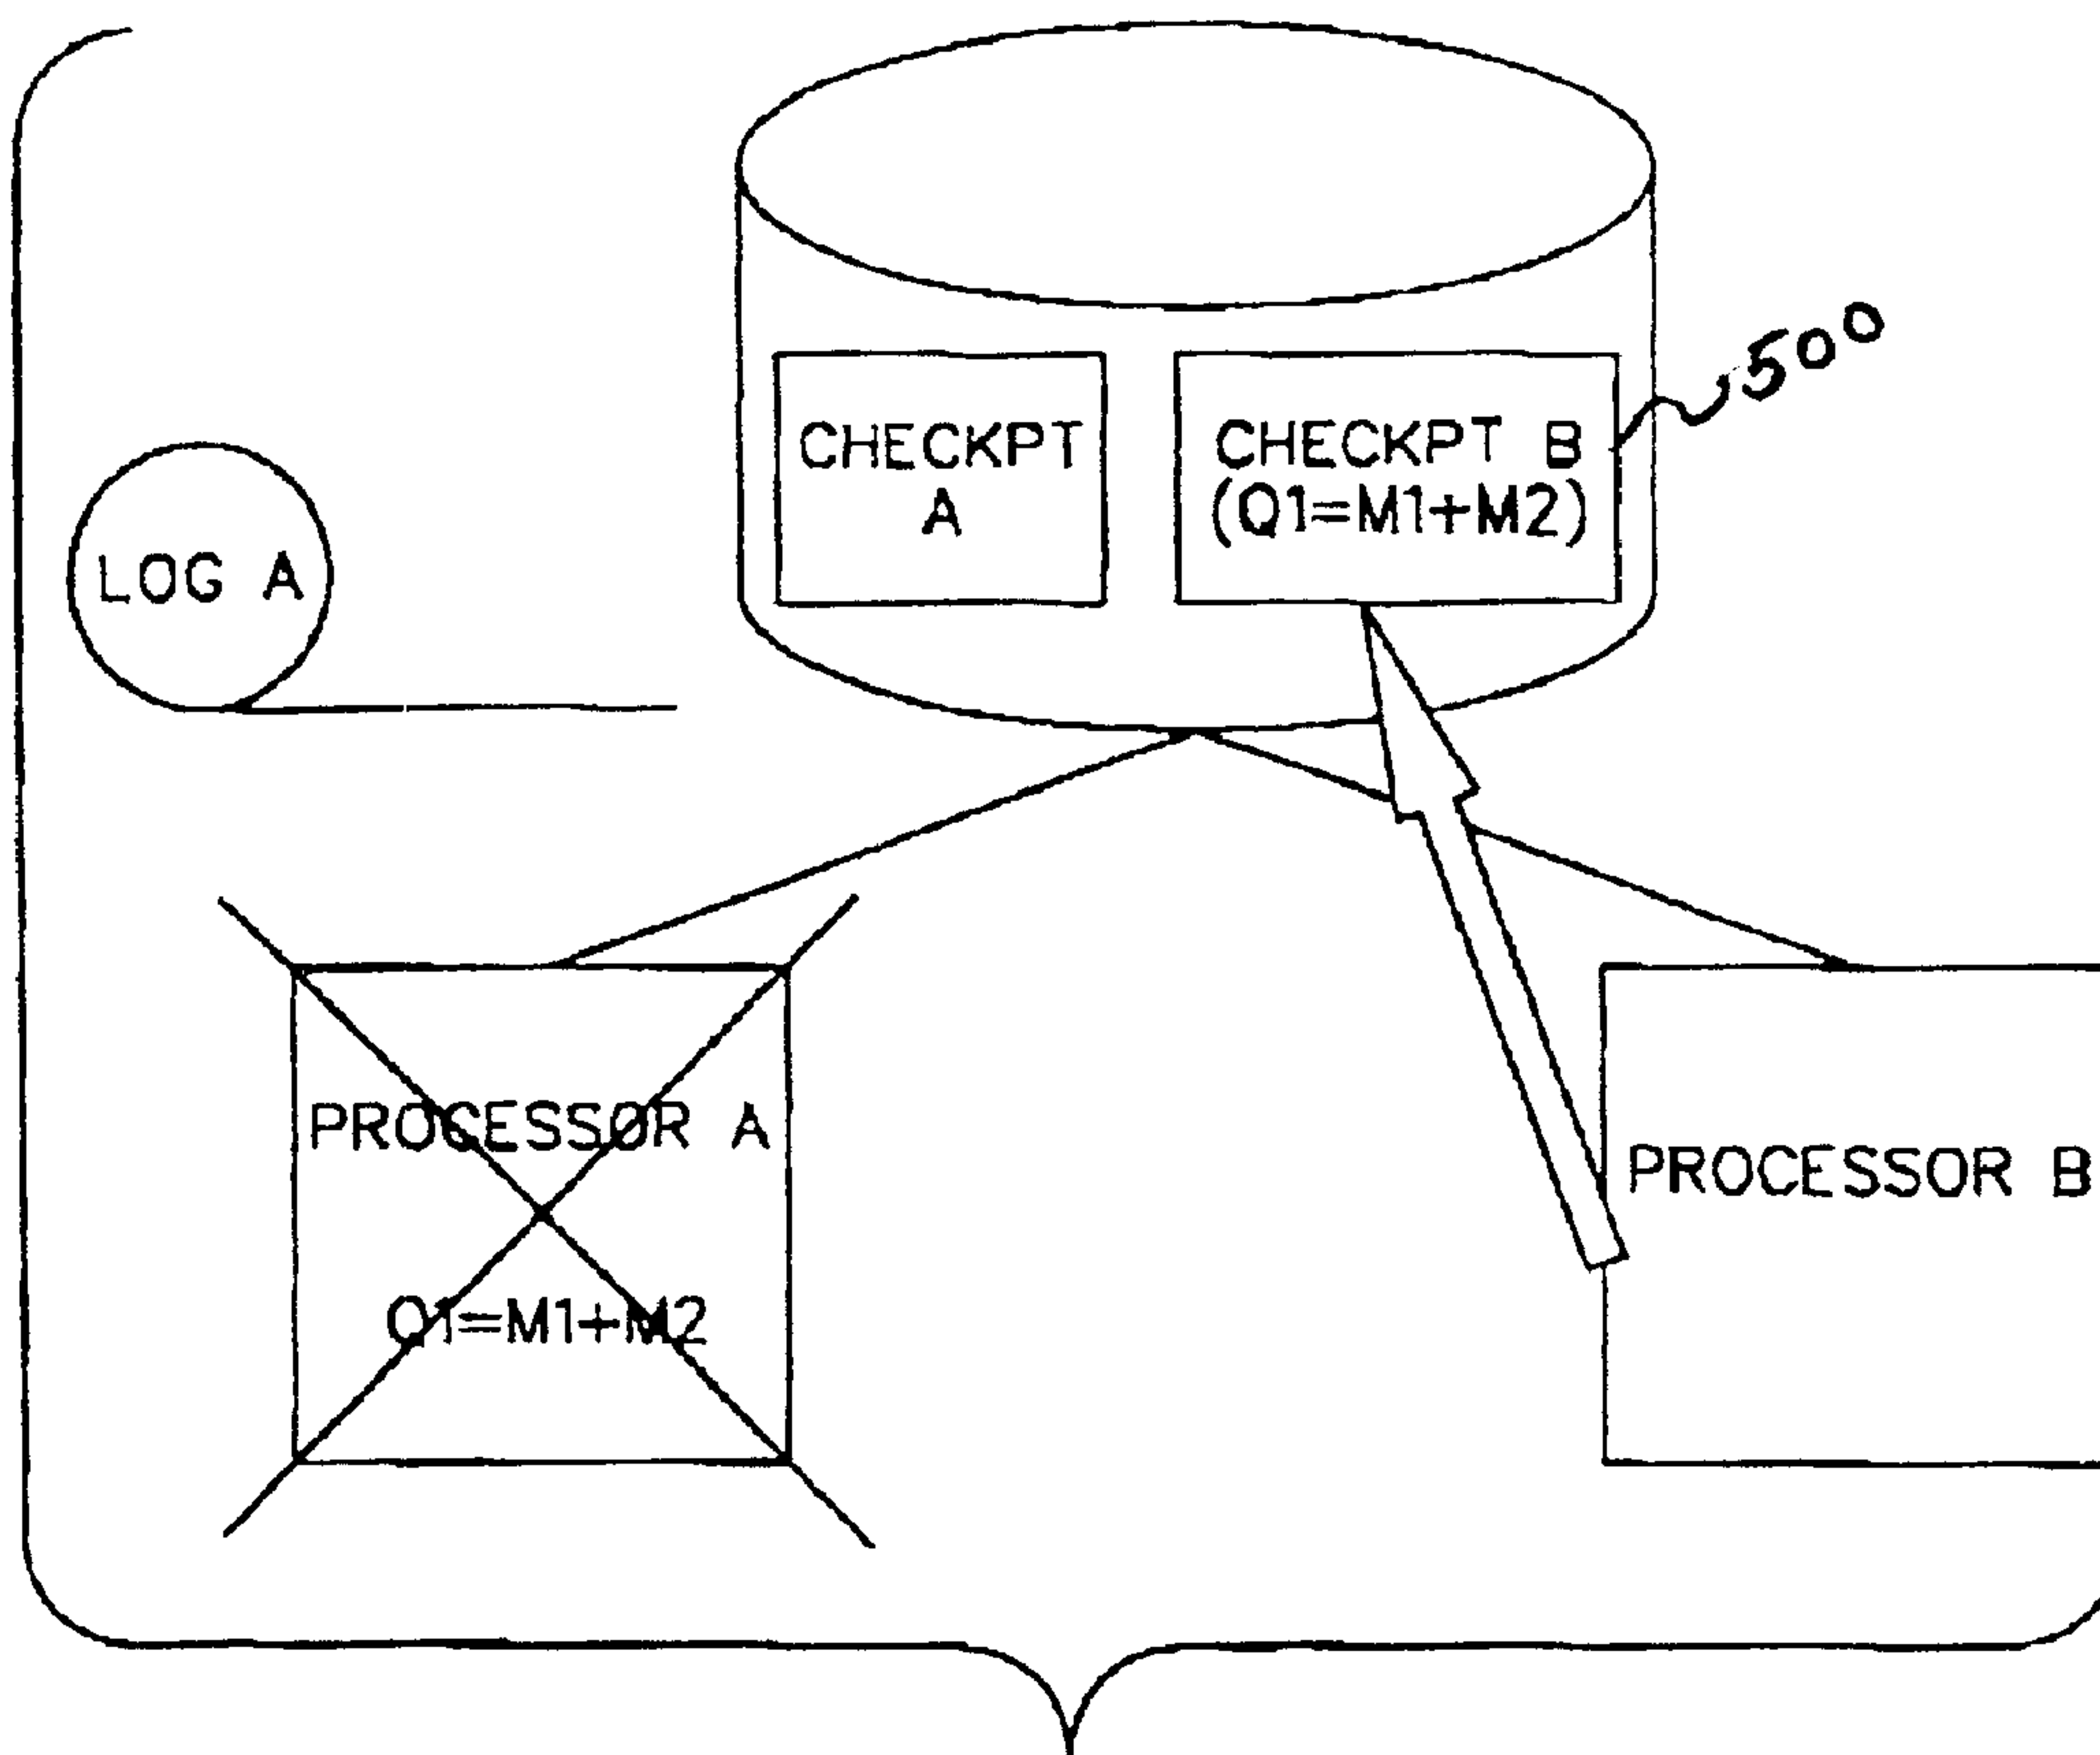 CHECKPT
A
CHECKPT B
(Q1=M1+M2)
500
LOG A
PROCESSOR A
Q1=M1+M2
PROCESSOR B